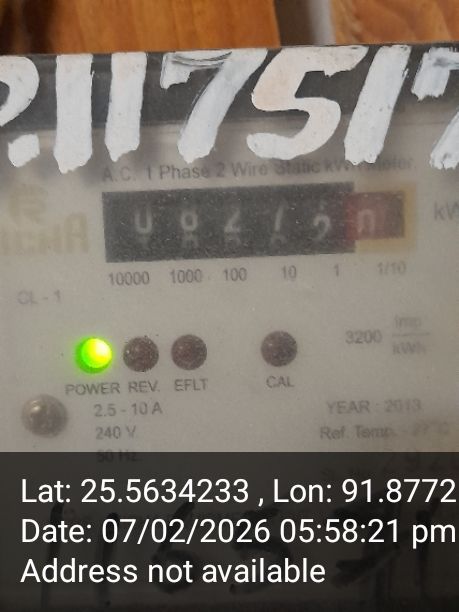 211751
A.C. 1 Phase 2 Wire Static kWh Meter
10000 1000 100 10 1 1/10
CL - 1
3200 Imp
kWh
POWER REV. EFLT CAL
2.5 - 10 A
240 V
50 Hz
YEAR : 2013
Ref. Temp.
Lat: 25.5634233 , Lon: 91.8772
Date: 07/02/2026 05:58:21 pm
Address not available